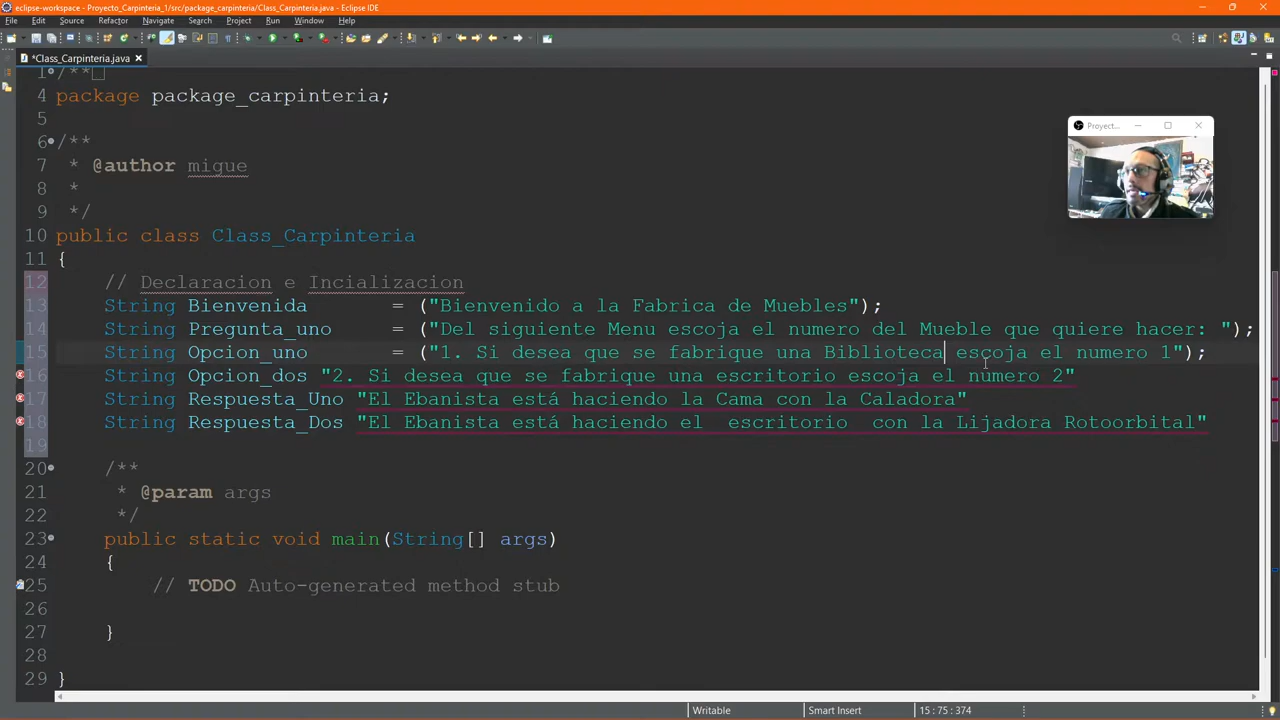 eclipse-workspace - Proyecto_Carpinteria_1/src/package_carpinteria/Class_Carpinteria.java - Eclipse IDE
File Edit Source Refactor Navigate Search Project Run Window Help
*Class_Carpinteria.java
1 /**
4 package package_carpinteria;
5
6 /**
7 * @author migue
8 *
9 */
10 public class Class_Carpinteria
11 {
12 // Declaracion e Incializacion
13 String Bienvenida = ("Bienvenido a la Fabrica de Muebles");
14 String Pregunta_uno = ("Del siguiente Menu escoja el numero del Mueble que quiere hacer: ");
15 String Opcion_uno = ("1. Si desea que se fabrique una Biblioteca escoja el numero 1");
16 String Opcion_dos "2. Si desea que se fabrique una escritorio escoja el número 2"
17 String Respuesta_Uno "El Ebanista está haciendo la Cama con la Caladora"
18 String Respuesta_Dos "El Ebanista está haciendo el escritorio con la Lijadora Rotoorbital"
19
20 /**
21 * @param args
22 */
23 public static void main(String[] args)
24 {
25 // TODO Auto-generated method stub
26
27 }
28
29 }
Proyect...
Writable Smart Insert 15 : 75 : 374